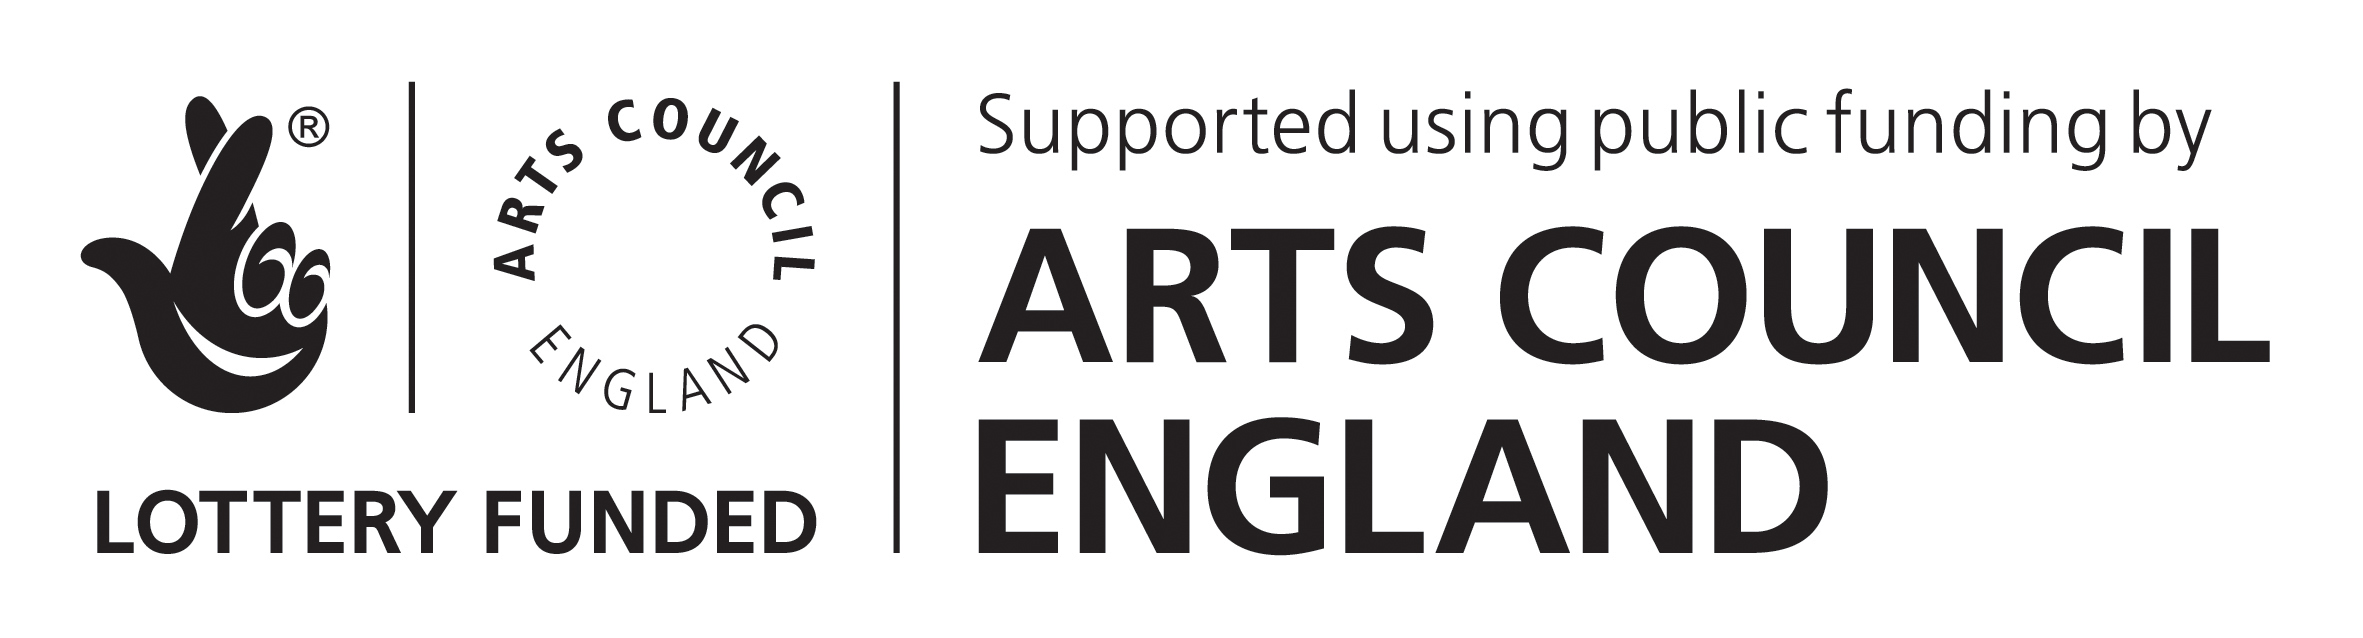 ®
ARTS COUNCIL
ENGLAND
LOTTERY FUNDED
Supported using public funding by
ARTS COUNCIL
ENGLAND